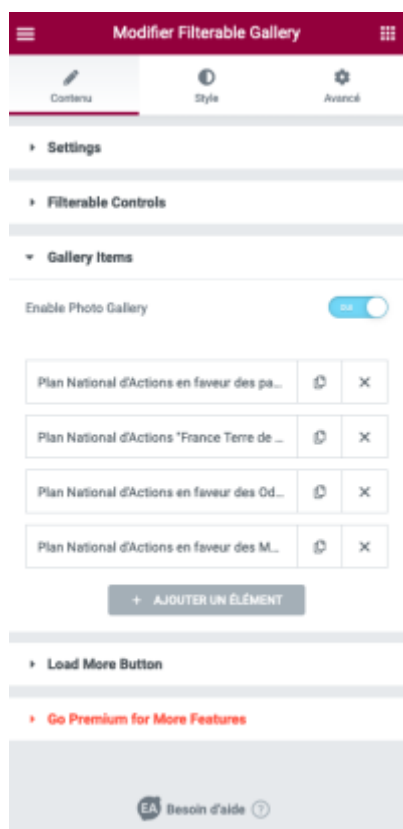 Modifier Filterable Gallery
Contenu Style Avancé
Settings
Filterable Controls
Gallery Items
Enable Photo Gallery OUI
Plan National d'Actions en faveur des pa...
Plan National d'Actions "France Terre de ...
Plan National d'Actions en faveur des Od...
Plan National d'Actions en faveur des M...
+ AJOUTER UN ÉLÉMENT
Load More Button
Go Premium for More Features
EA Besoin d'aide ?